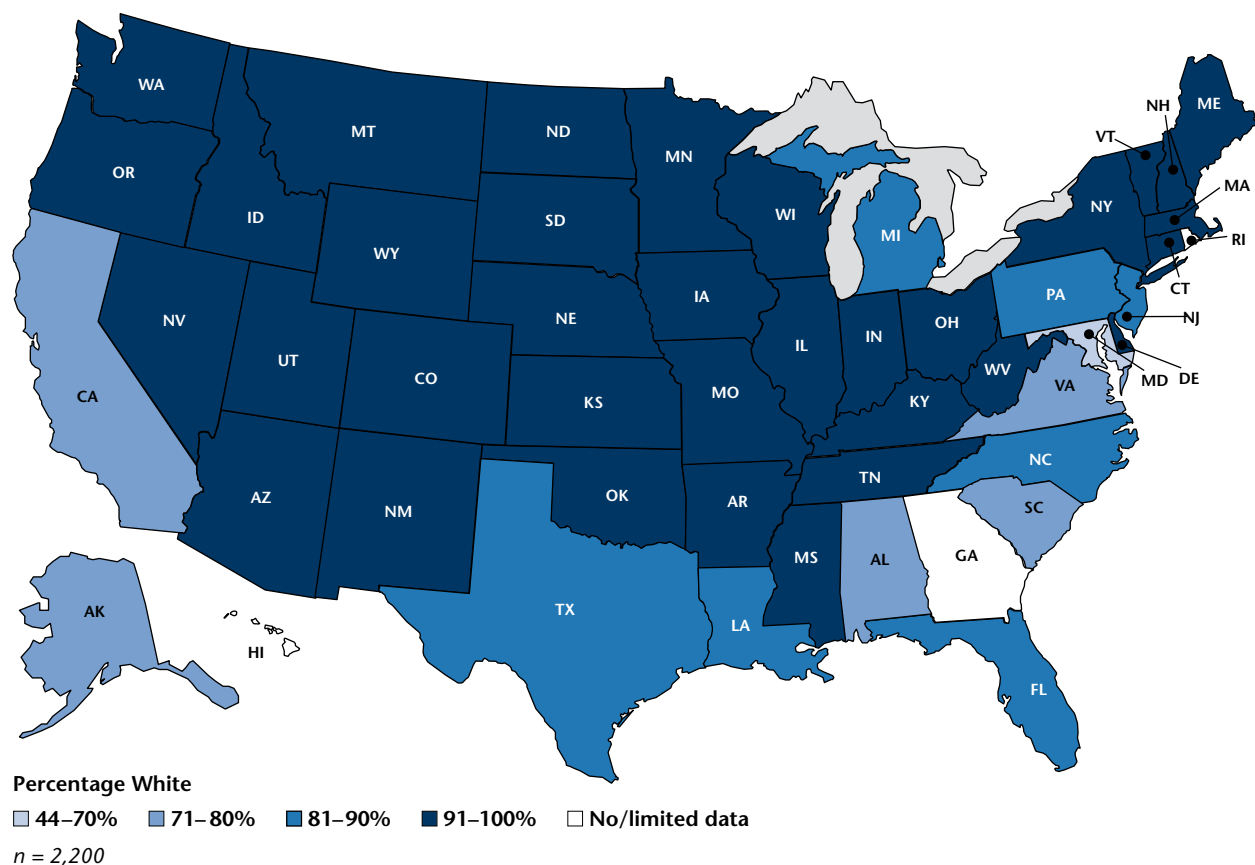 WA
MT
ND
MN
OR
ID
SD
WI
MI
NY
VT
NH
ME
MA
RI
CT
WY
IA
NE
PA
NJ
NV
UT
CO
IL
IN
OH
WV
MD
DE
CA
KS
MO
KY
VA
AZ
NM
OK
AR
TN
NC
SC
MS
AL
GA
TX
LA
FL
AK
HI
Percentage White
44–70% 71–80% 81–90% 91–100% No/limited data
n = 2,200